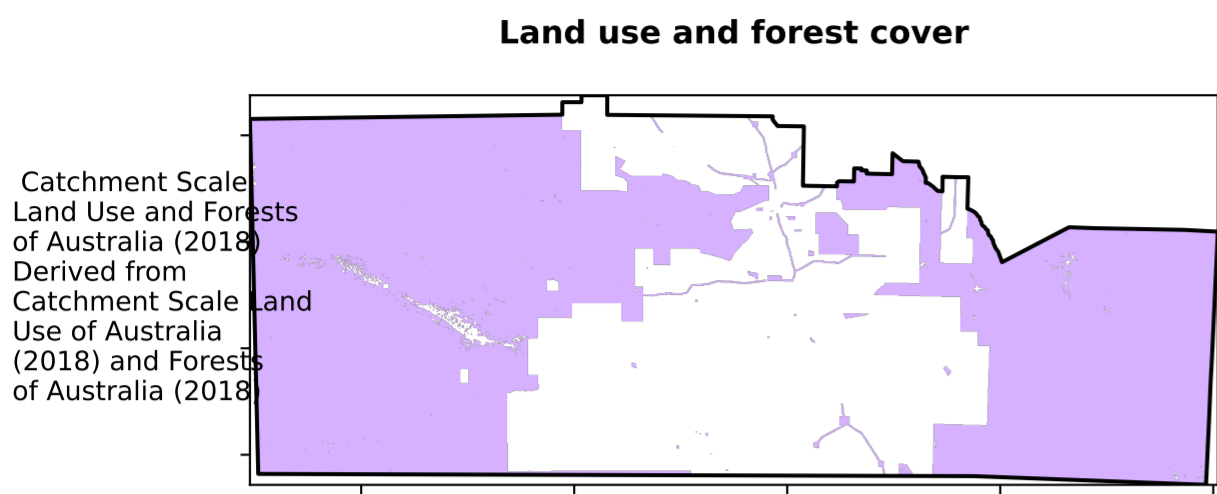 Land use and forest cover
Catchment Scale
Land Use and Forests
of Australia (2018)
Derived from
Catchment Scale Land
Use of Australia
(2018) and Forests
of Australia (2018)